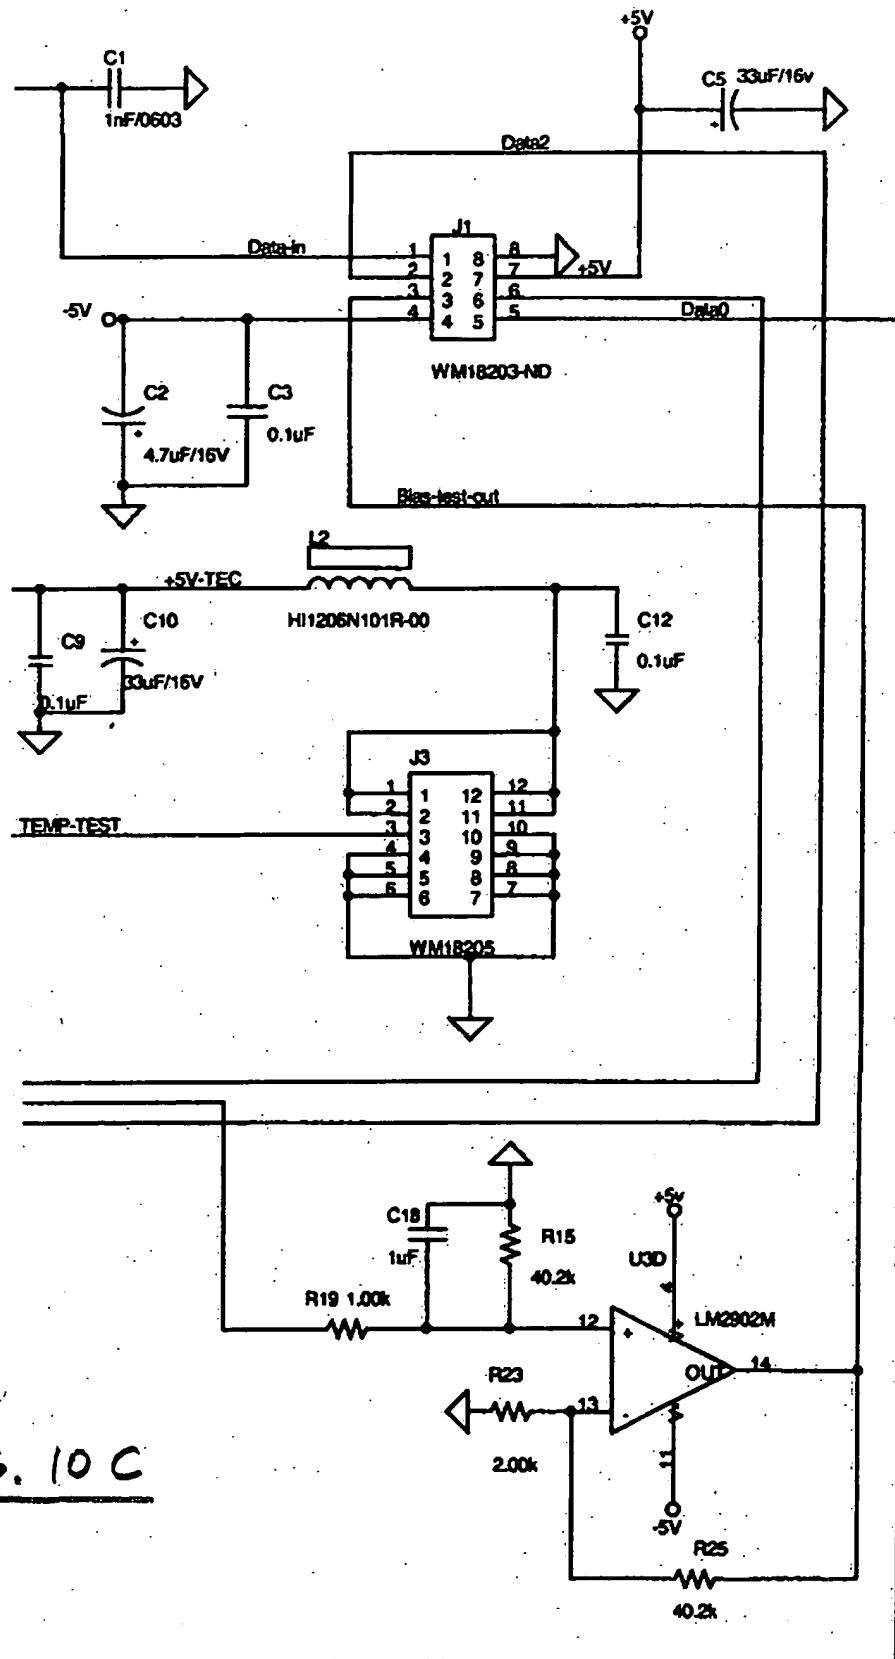 +5V
C1
1nF/0603
C5 33uF/16v
+
Data2
J1
Data-in
1 1 8 8
2 2 7 7 +5V
3 3 6 6
-5V 4 4 5 5 Data0
WM18203-ND
C2
+
4.7uF/16V
C3
0.1uF
Bias-test-out
L2
+5V-TEC
HI1206N101R-00
C9
0.1uF
C10
+
33uF/16V
C12
0.1uF
J3
1 1 12 12
2 2 11 11
TEMP-TEST 3 3 10 10
4 4 9 9
5 5 8 8
6 6 7 7
WM18205
C18
1uF
R15
40.2k
+5v
U3D
4
LM2902M
R19 1.00k
12 +
OUT 14
R23
13 -
2.00k
11
-5V
R25
40.2k
. 10 C